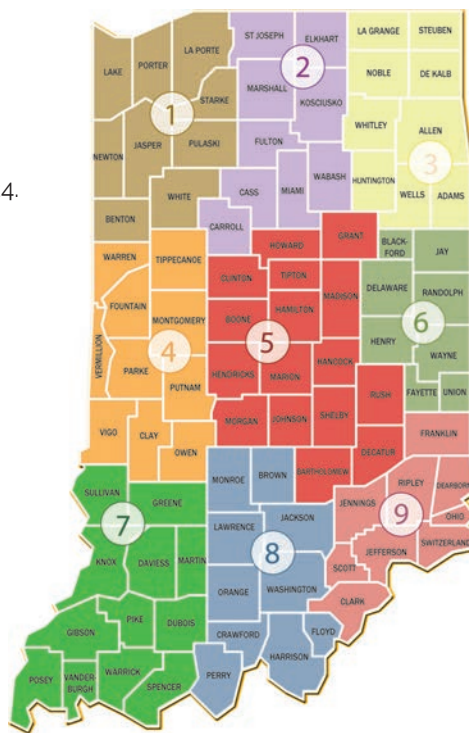 ST JOSEPH
ELKHART
LA GRANGE
STEUBEN
LA PORTE
PORTER
LAKE
2
NOBLE
DE KALB
MARSHALL
STARKE
KOSCIUSKO
1
WHITLEY
ALLEN
FULTON
JASPER
PULASKI
NEWTON
3
4.
WABASH
HUNTINGTON
WHITE
CASS
MIAMI
WELLS
ADAMS
BENTON
CARROLL
GRANT
HOWARD
BLACK-
FORD
JAY
WARREN
TIPPECANOE
CLINTON
TIPTON
DELAWARE
RANDOLPH
MADISON
FOUNTAIN
MONTGOMERY
BOONE
HAMILTON
6
HENRY
WAYNE
VERMILLION
4
5
PARKE
HANCOCK
PUTNAM
HENDRICKS
MARION
FAYETTE
UNION
RUSH
SHELBY
MORGAN
JOHNSON
FRANKLIN
VIGO
CLAY
OWEN
DECATUR
BARTHOLOMEW
MONROE
BROWN
RIPLEY
DEARBORN
SULLIVAN
GREENE
JENNINGS
9
OHIO
7
LAWRENCE
JACKSON
SWITZERLAND
8
JEFFERSON
KNOX
DAVIESS
MARTIN
SCOTT
WASHINGTON
ORANGE
CLARK
PIKE
DUBOIS
GIBSON
CRAWFORD
FLOYD
HARRISON
POSEY
VANDER-
BURGH
WARRICK
PERRY
SPENCER